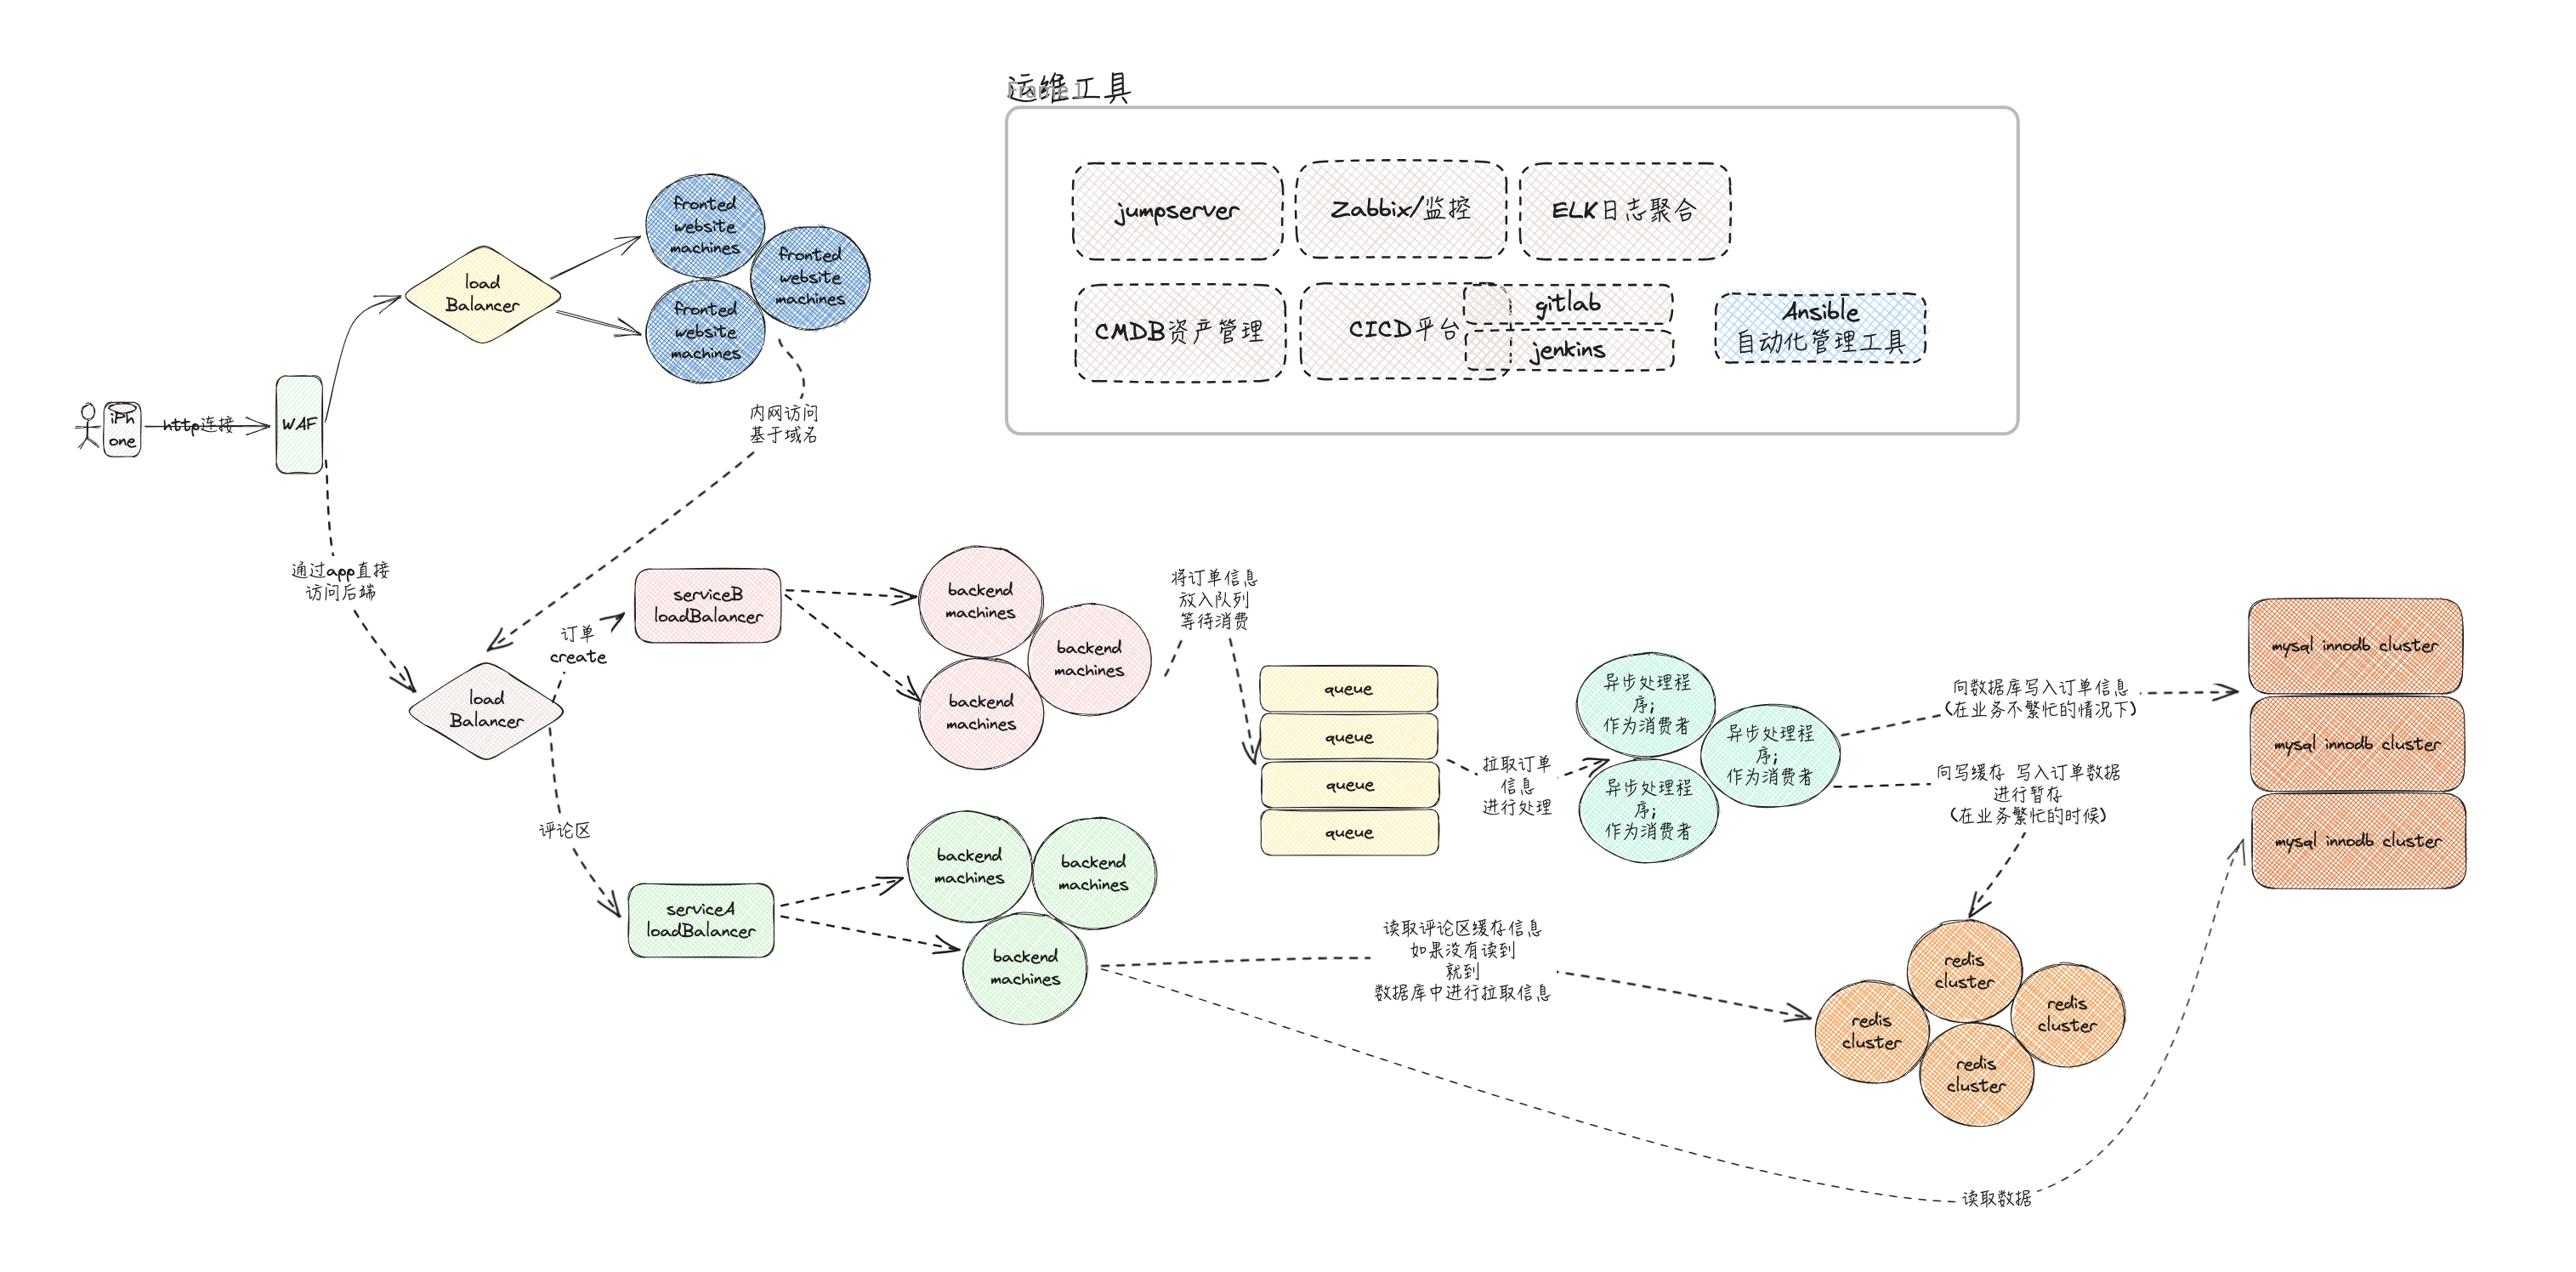 运维工具
Frame 1
jumpserver
Zabbix/监控
ELK日志聚合
CMDB资产管理
CICD平台
gitlab
jenkins
Ansible
自动化管理工具
fronted
website
machines
fronted
website
machines
fronted
website
machines
load
Balancer
iPh
one
http连接
WAF
内网访问
基于域名
通过app直接
访问后端
load
Balancer
订单
create
评论区
serviceB
loadBalancer
backend
machines
backend
machines
backend
machines
将订单信息
放入队列
等待消费
queue
queue
queue
queue
拉取订单
信息
进行处理
异步处理程
序;
作为消费者
异步处理程
序;
作为消费者
异步处理程
序;
作为消费者
向数据库写入订单信息
(在业务不繁忙的情况下)
向写缓存 写入订单数据
进行暂存
(在业务繁忙的时候)
mysql innodb cluster
mysql innodb cluster
mysql innodb cluster
serviceA
loadBalancer
backend
machines
backend
machines
backend
machines
读取评论区缓存信息
如果没有读到
就到
数据库中进行拉取信息
redis
cluster
redis
cluster
redis
cluster
redis
cluster
读取数据